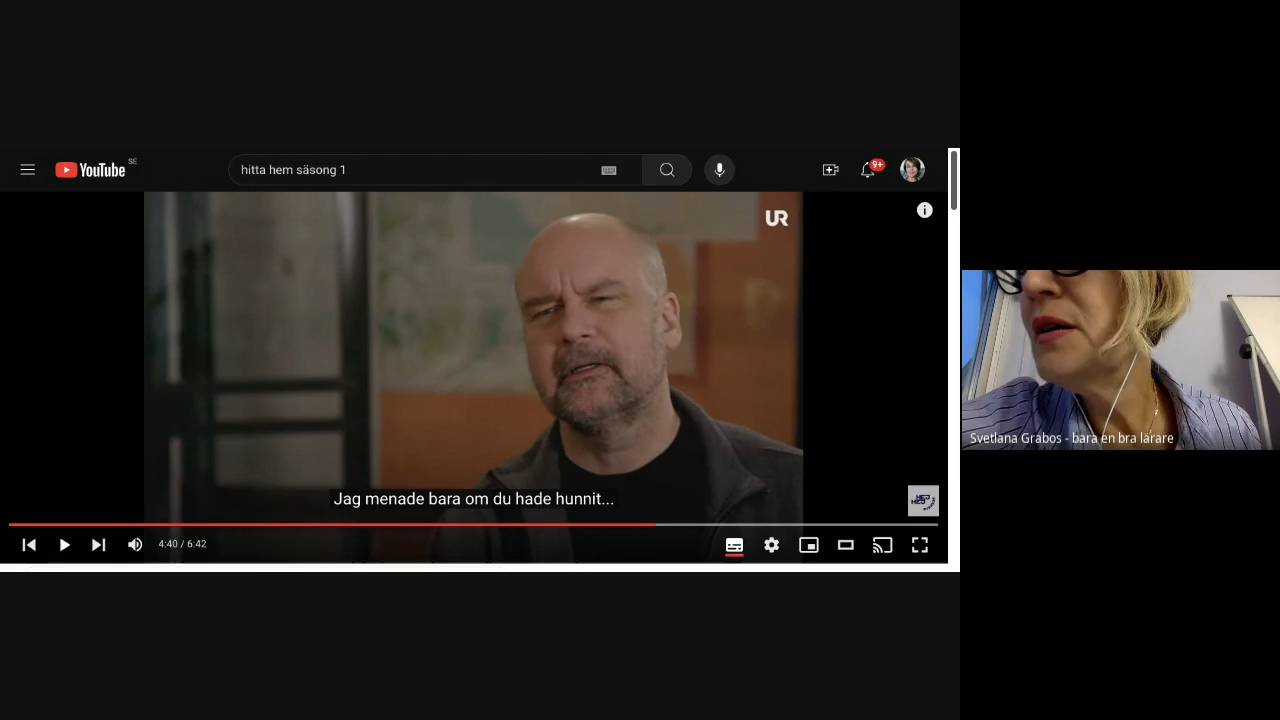 YouTube SE
hitta hem säsong 1
9+
UR
Jag menade bara om du hade hunnit...
4:40 / 6:42
Svetlana Grabos - bara en bra lärare